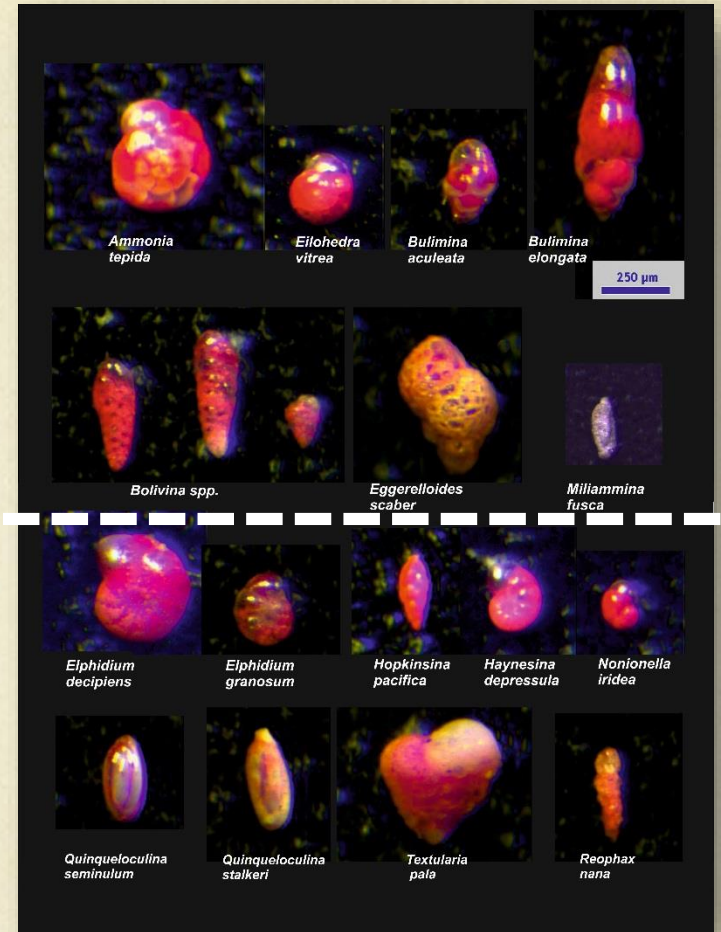 Ammonia
tepida
Eilohedra
vitrea
Bulimina
aculeata
Bulimina
elongata
250 µm
Bolivina spp.
Eggerelloides
scaber
Miliammina
fusca
Elphidium
decipiens
Elphidium
granosum
Hopkinsina
pacifica
Haynesina
depressula
Nonionella
iridea
Quinqueloculina
seminulum
Quinqueloculina
stalkeri
Textularia
pala
Reophax
nana